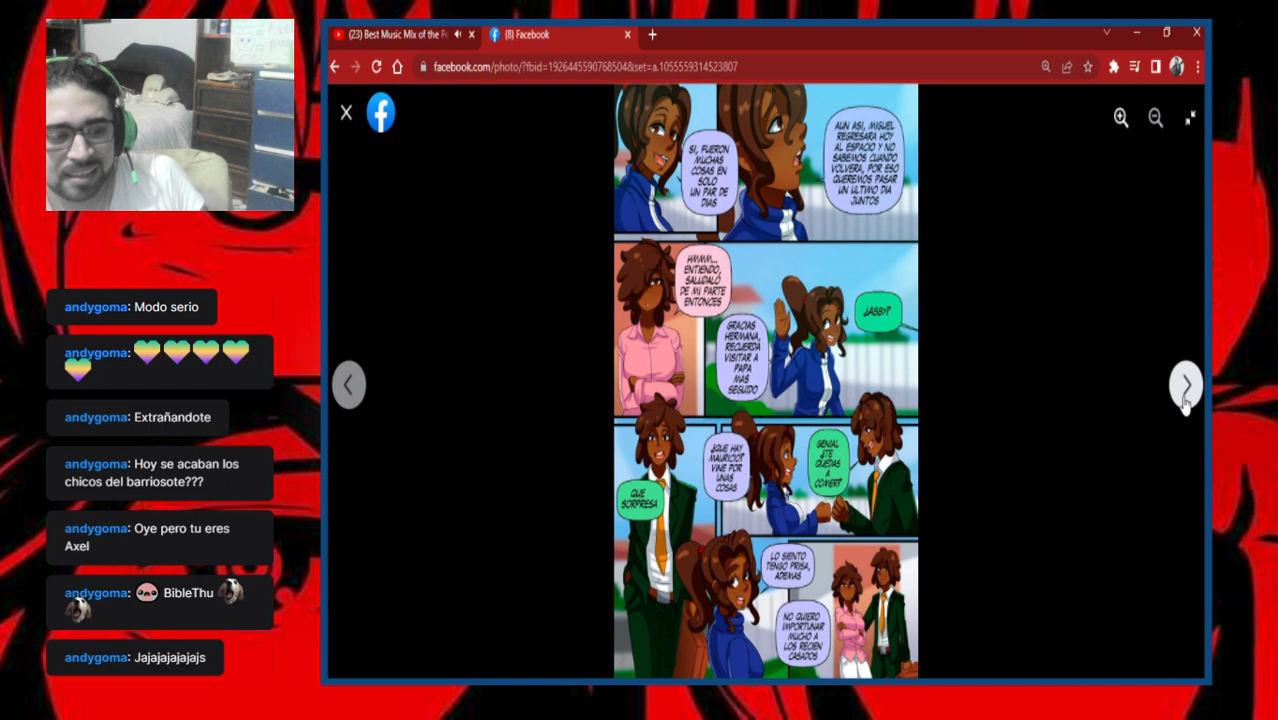 (23) Best Music Mix of the P
(8) Facebook
facebook.com/photo/?fbid=1926445590768504&set=a.1055559314523807
SI, FUERON
MUCHAS
COSAS EN
SOLO
UN PAR DE
DIAS
AUN ASI, MIGUEL
REGRESARA HOY
AL ESPACIO Y NO
SABEMOS CUANDO
VOLVERA, POR ESO
QUEREMOS PASAR
UN ULTIMO DIA
JUNTOS
HMMM...
ENTIENDO,
SALUDALO
DE MI PARTE
ENTONCES
GRACIAS
HERMANA,
RECUERDA
VISITAR A
PAPA
MAS
SEGUIDO
¿ABBY?
QUE
SORPRESA
¿QUE HAY
MAURICIO?
VINE POR
UNAS
COSAS
GENIAL
¿TE
QUEDAS
A
COMER?
LO SIENTO
TENGO PRISA,
ADEMAS
NO QUIERO
IMPORTUNAR
MUCHO A
LOS RECIEN
CASADOS
andygoma: Modo serio
andygoma:
andygoma: Extrañandote
andygoma: Hoy se acaban los
chicos del barriosote???
andygoma: Oye pero tu eres
Axel
andygoma: BibleThu
andygoma: Jajajajajajajs